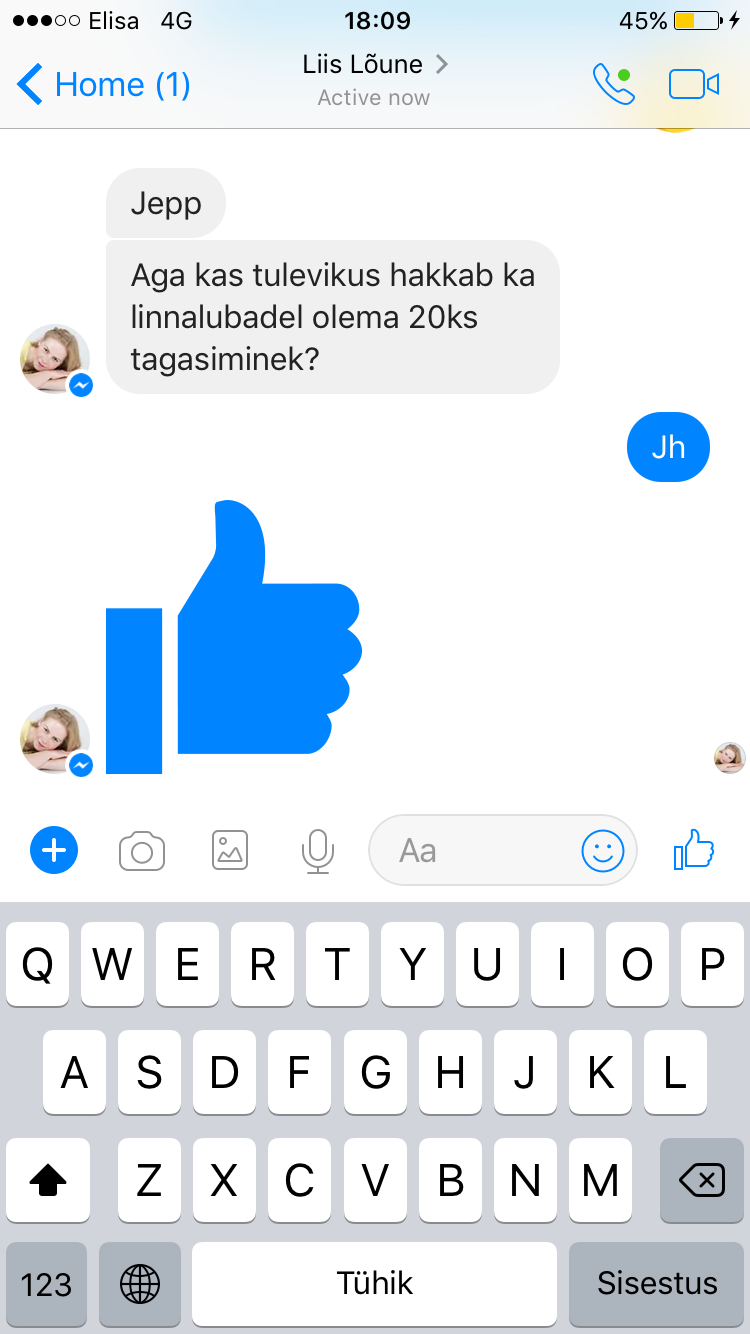 Elisa 4G 18:09 45%
Home (1) Liis Lõune
Active now
Jepp
Aga kas tulevikus hakkab ka
linnalubadel olema 20ks
tagasiminek?
Jh
Aa
Q W E R T Y U I O P
A S D F G H J K L
Z X C V B N M
123 Tühik Sisestus